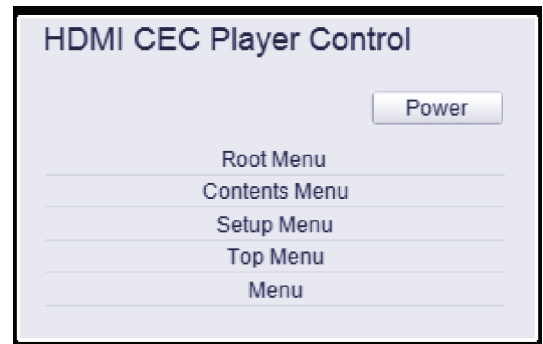 HDMI CEC Player Control
Power
Root Menu
Contents Menu
Setup Menu
Top Menu
Menu